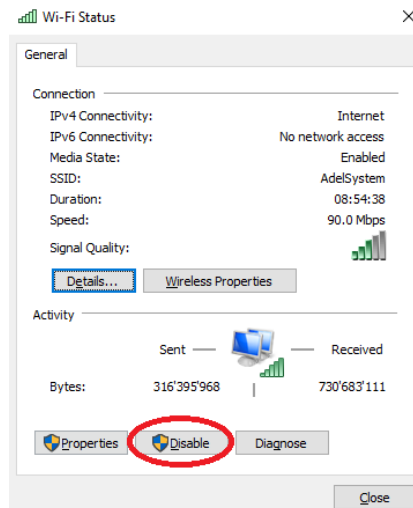 Wi-Fi Status
General
Connection
IPv4 Connectivity: Internet
IPv6 Connectivity: No network access
Media State: Enabled
SSID: AdelSystem
Duration: 08:54:38
Speed: 90.0 Mbps
Signal Quality:
Details... Wireless Properties
Activity
Sent Received
Bytes: 316'395'968 730'683'111
Properties Disable Diagnose
Close